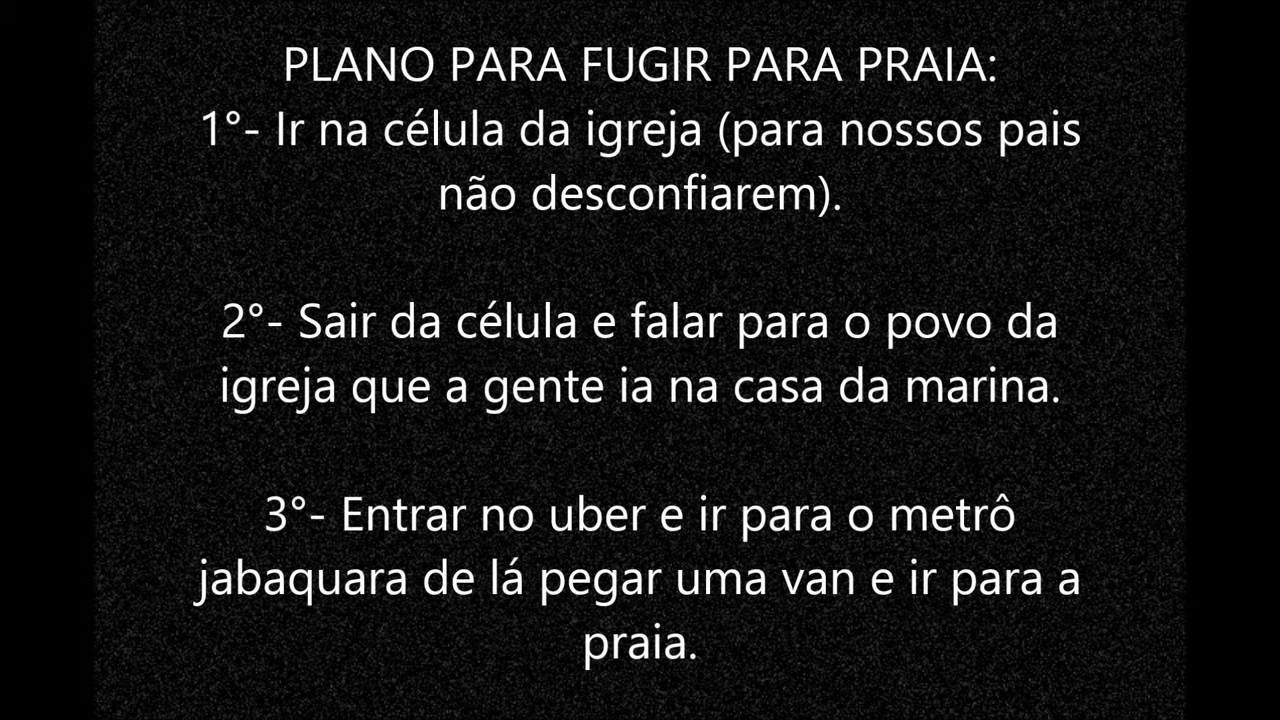 PLANO PARA FUGIR PARA PRAIA:
1°- Ir na célula da igreja (para nossos pais
não desconfiarem).
2°- Sair da célula e falar para o povo da
igreja que a gente ia na casa da marina.
3°- Entrar no uber e ir para o metrô
jabaquara de lá pegar uma van e ir para a
praia.